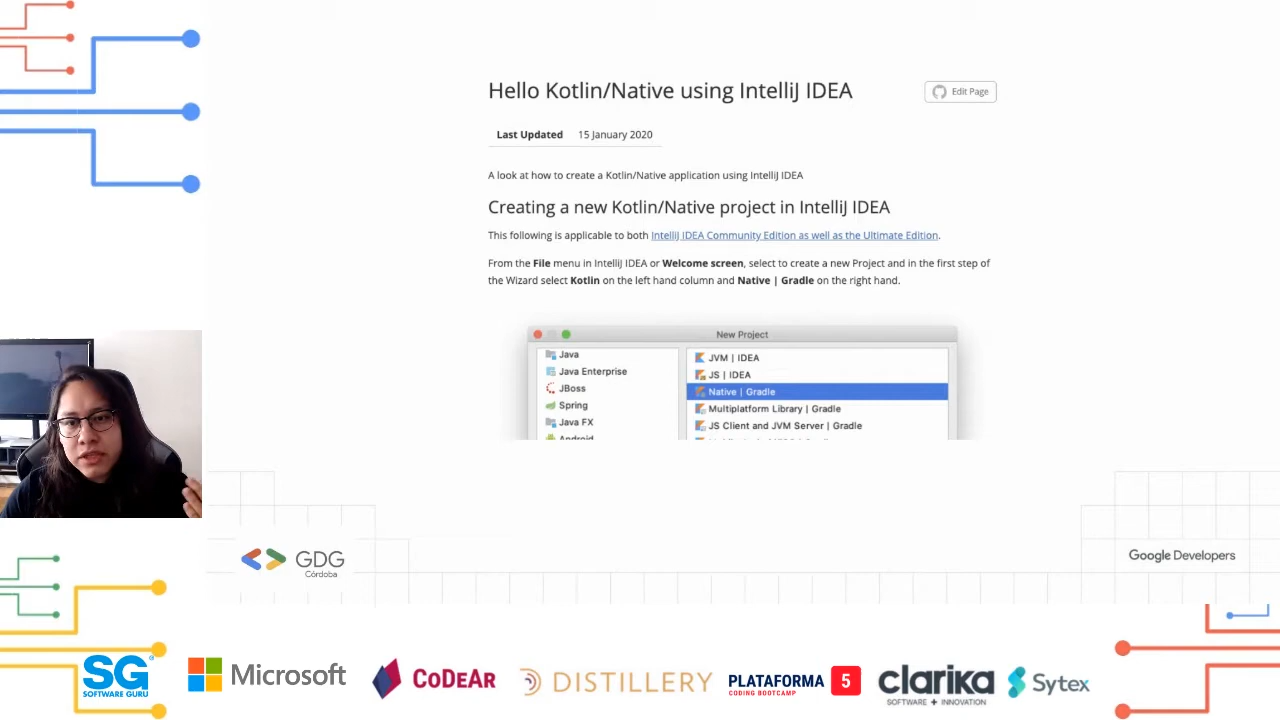 Hello Kotlin/Native using IntelliJ IDEA
Edit Page
Last Updated 15 January 2020
A look at how to create a Kotlin/Native application using IntelliJ IDEA
Creating a new Kotlin/Native project in IntelliJ IDEA
This following is applicable to both IntelliJ IDEA Community Edition as well as the Ultimate Edition.
From the File menu in IntelliJ IDEA or Welcome screen, select to create a new Project and in the first step of
the Wizard select Kotlin on the left hand column and Native | Gradle on the right hand.
New Project
Java
Java Enterprise
JBoss
Spring
Java FX
Android
JVM | IDEA
JS | IDEA
Native | Gradle
Multiplatform Library | Gradle
JS Client and JVM Server | Gradle
GDG
Córdoba
Google Developers
SG
SOFTWARE GURU
Microsoft
CoDeAr
DISTILLERY
PLATAFORMA 5
CODING BOOTCAMP
clarika
SOFTWARE + INNOVATION
Sytex